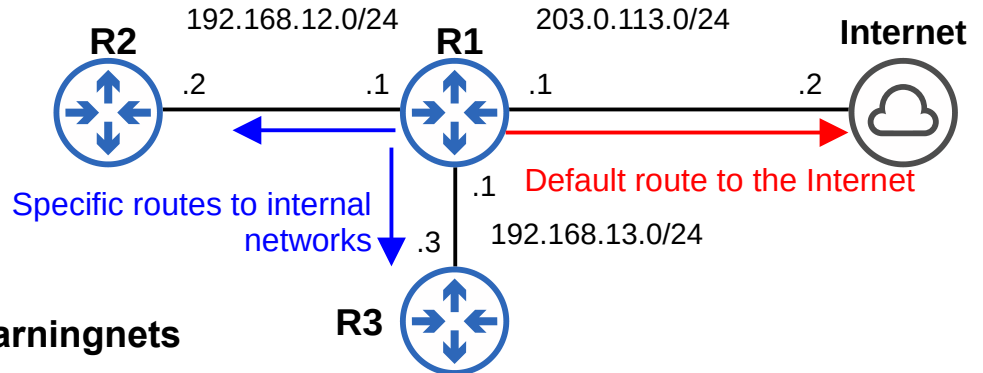 192.168.12.0/24
203.0.113.0/24
Internet
R2
R1
.2
.1
.1
.2
Specific routes to internal
networks
.1
Default route to the Internet
.3
192.168.13.0/24
R3
arningnets